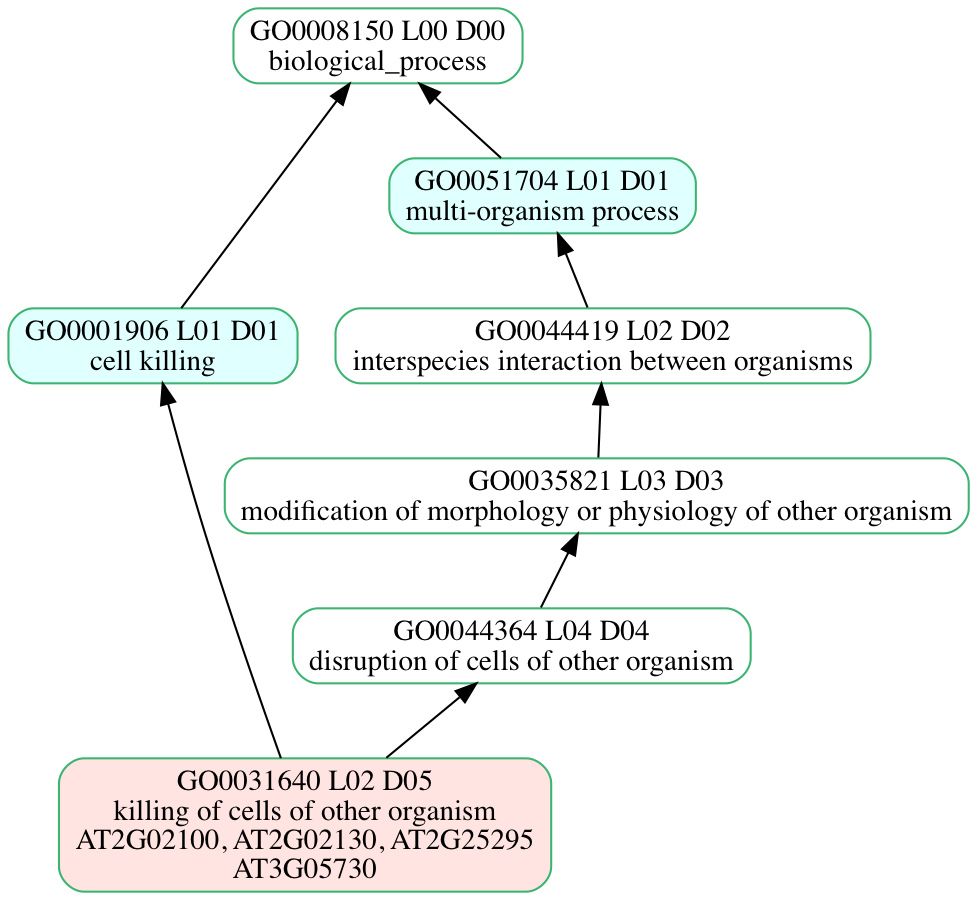 GO0008150 L00 D00
biological_process
GO0051704 L01 D01
multi-organism process
GO0001906 L01 D01
cell killing
GO0044419 L02 D02
interspecies interaction between organisms
GO0035821 L03 D03
modification of morphology or physiology of other organism
GO0044364 L04 D04
disruption of cells of other organism
GO0031640 L02 D05
killing of cells of other organism
AT2G02100, AT2G02130, AT2G25295
AT3G05730